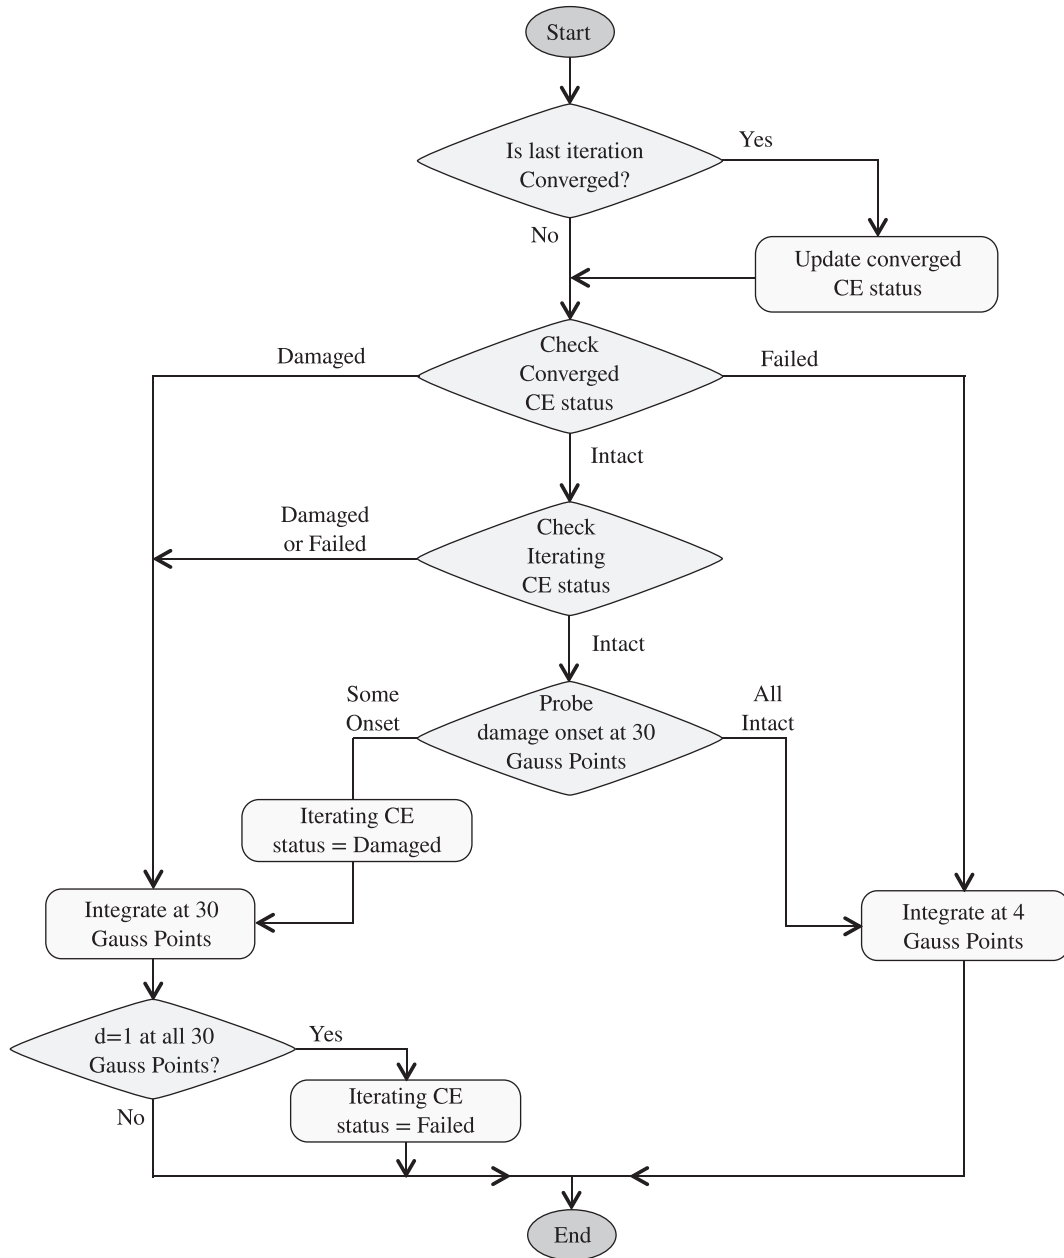 Start
Is last iteration
Converged?
Yes
No
Update converged
CE status
Check
Converged
CE status
Damaged
Failed
Intact
Damaged
or Failed
Check
Iterating
CE status
Intact
Some
Onset
Probe
damage onset at 30
Gauss Points
All
Intact
Iterating CE
status = Damaged
Integrate at 30
Gauss Points
Integrate at 4
Gauss Points
d=1 at all 30
Gauss Points?
Yes
No
Iterating CE
status = Failed
End